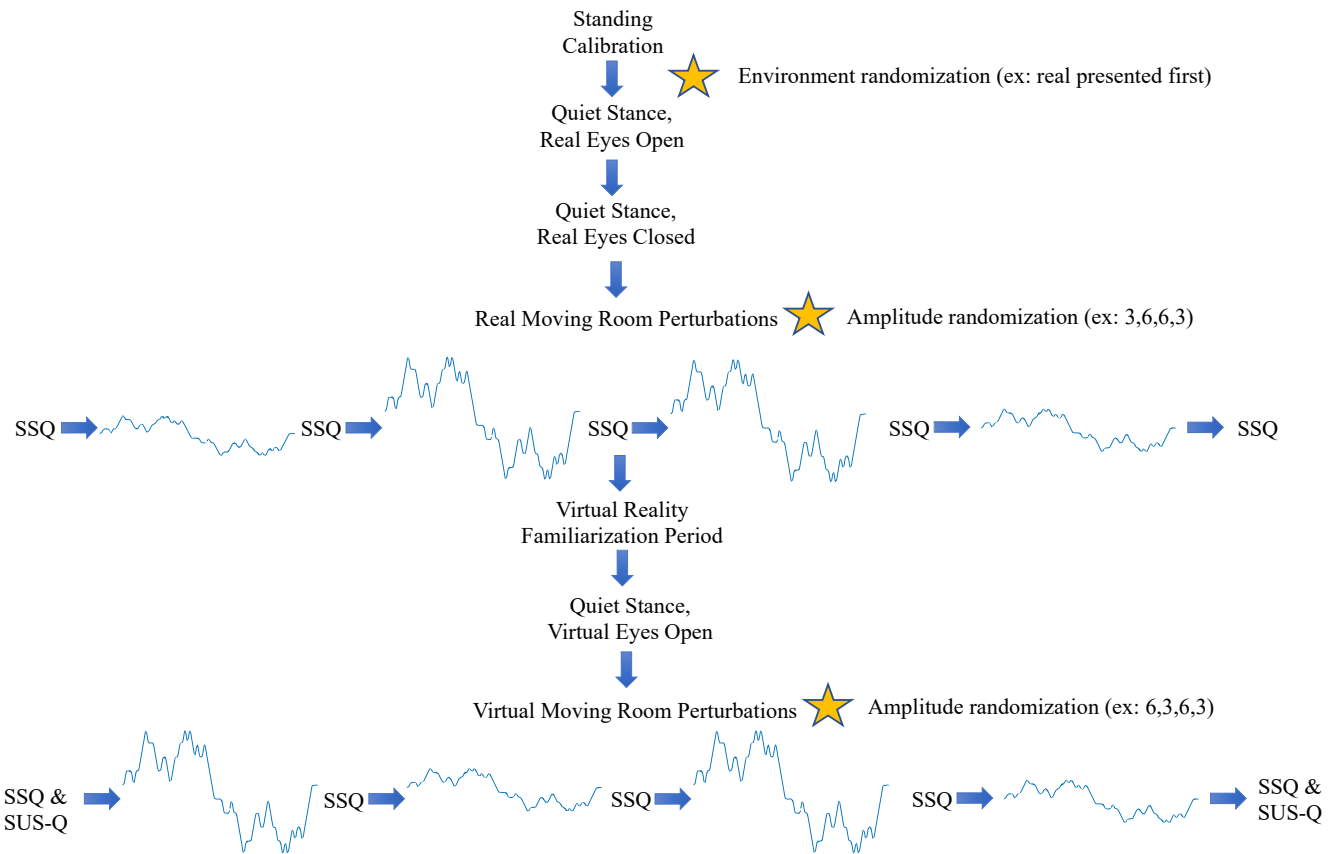 Standing
Calibration
Environment randomization (ex: real presented first)
Quiet Stance,
Real Eyes Open
Quiet Stance,
Real Eyes Closed
Real Moving Room Perturbations
Amplitude randomization (ex: 3,6,6,3)
SSQ
SSQ
SSQ
SSQ
SSQ
Virtual Reality
Familiarization Period
Quiet Stance,
Virtual Eyes Open
Virtual Moving Room Perturbations
Amplitude randomization (ex: 6,3,6,3)
SSQ &
SUS-Q
SSQ
SSQ
SSQ
SSQ &
SUS-Q